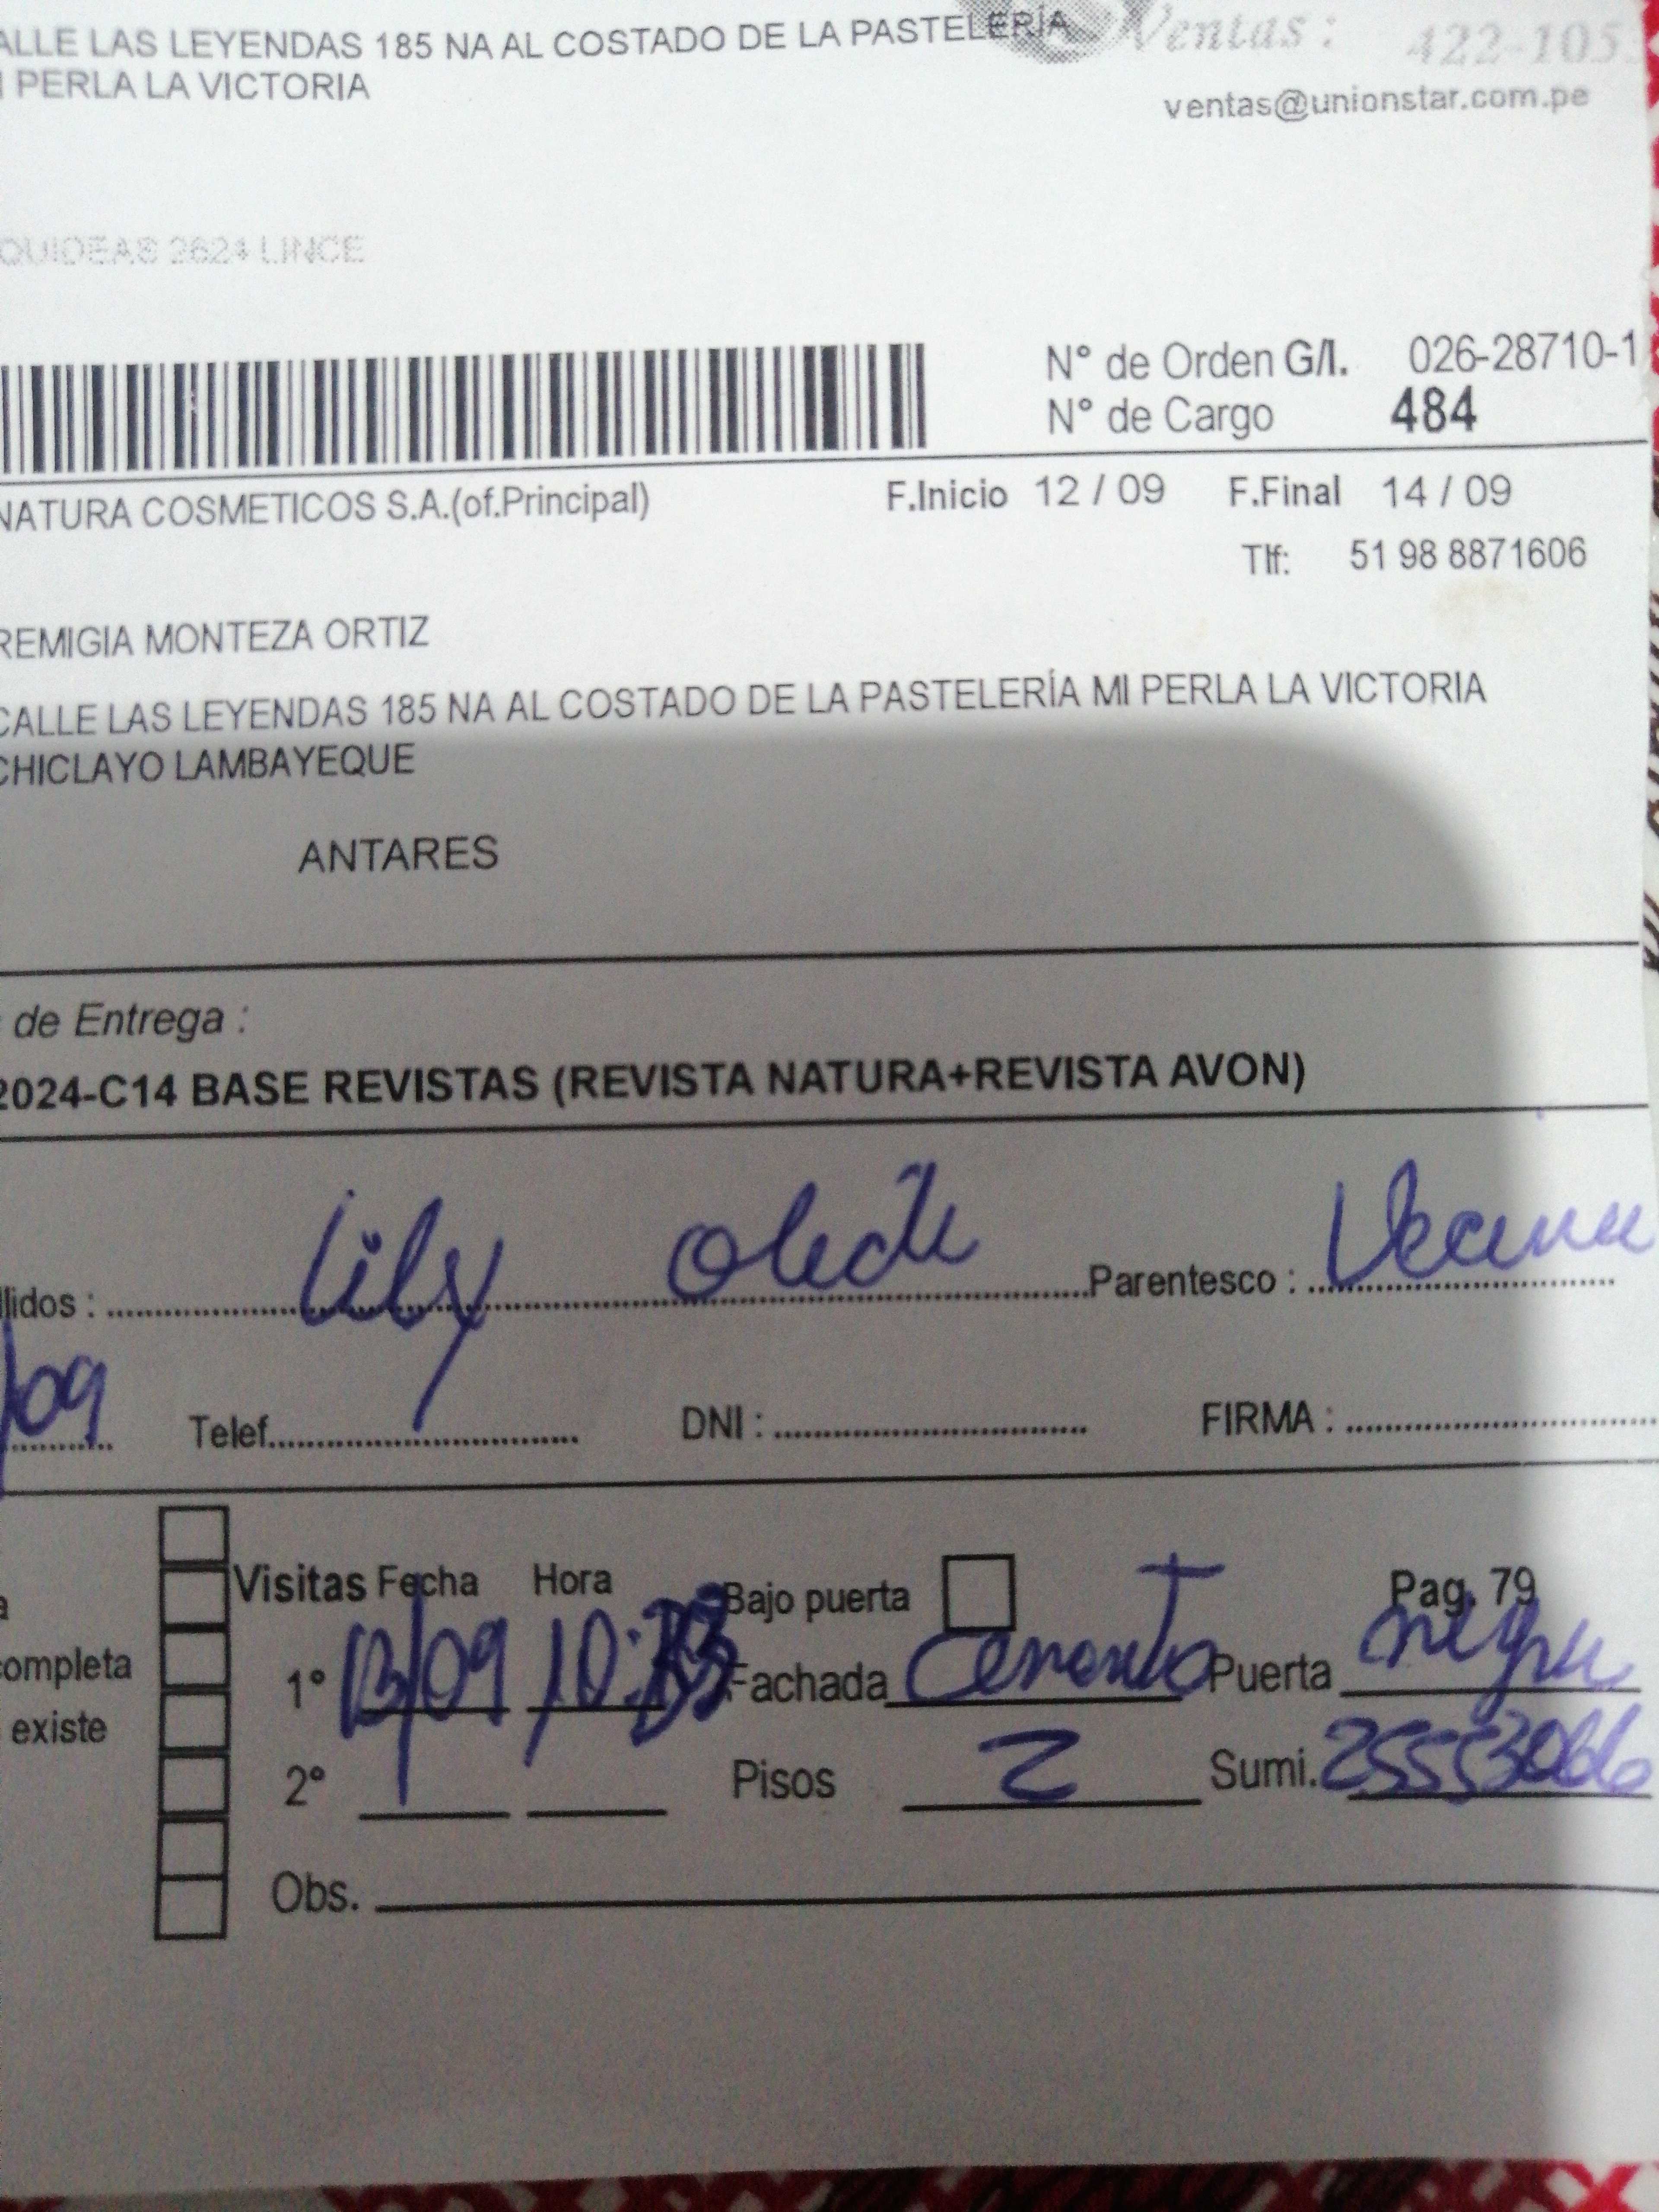 ALLE LAS LEYENDAS 185 NA AL COSTADO DE LA PASTELERÍA
I PERLA LA VICTORIA
Ventas : 422-105
ventas@unionstar.com.pe
QUIDEAS 2624 LINCE
N° de Orden G/I. 026-28710-1
N° de Cargo 484
NATURA COSMETICOS S.A.(of.Principal) F.Inicio 12 / 09 F.Final 14 / 09
Tlf: 51 98 8871606
REMIGIA MONTEZA ORTIZ
CALLE LAS LEYENDAS 185 NA AL COSTADO DE LA PASTELERÍA MI PERLA LA VICTORIA
CHICLAYO LAMBAYEQUE
ANTARES
de Entrega :
2024-C14 BASE REVISTAS (REVISTA NATURA+REVISTA AVON)
llidos : Lily Parentesco : Vecina
/09 Telef. DNI : FIRMA :
Visitas Fecha Hora Bajo puerta Pag. 79
completa 1° 13/09 Fachada Cemento Puerta negra
existe
2° Pisos 2 Sumi.
Obs.